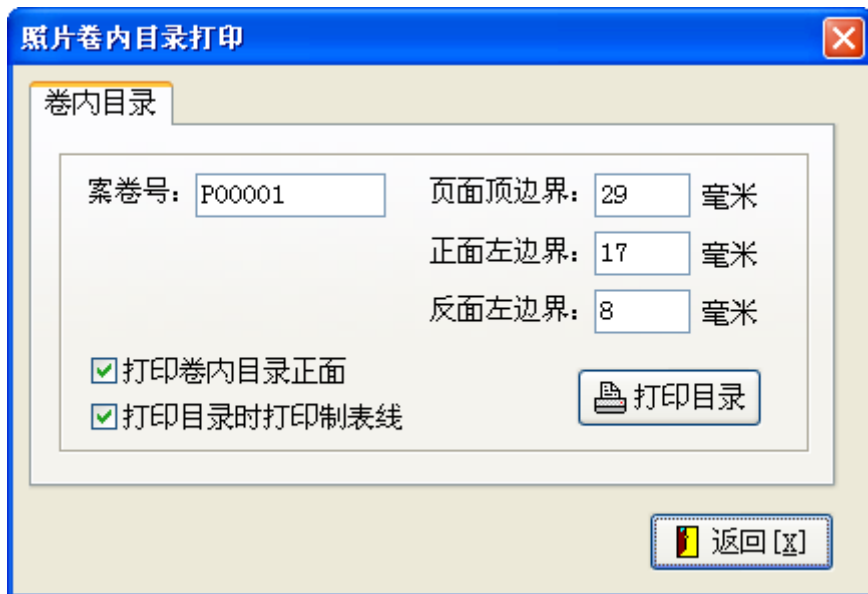 照片卷内目录打印
卷内目录
案卷号：P00001 页面顶边界：29 毫米
正面左边界：17 毫米
反面左边界：8 毫米
打印卷内目录正面
打印目录时打印制表线
打印目录
返回[X]